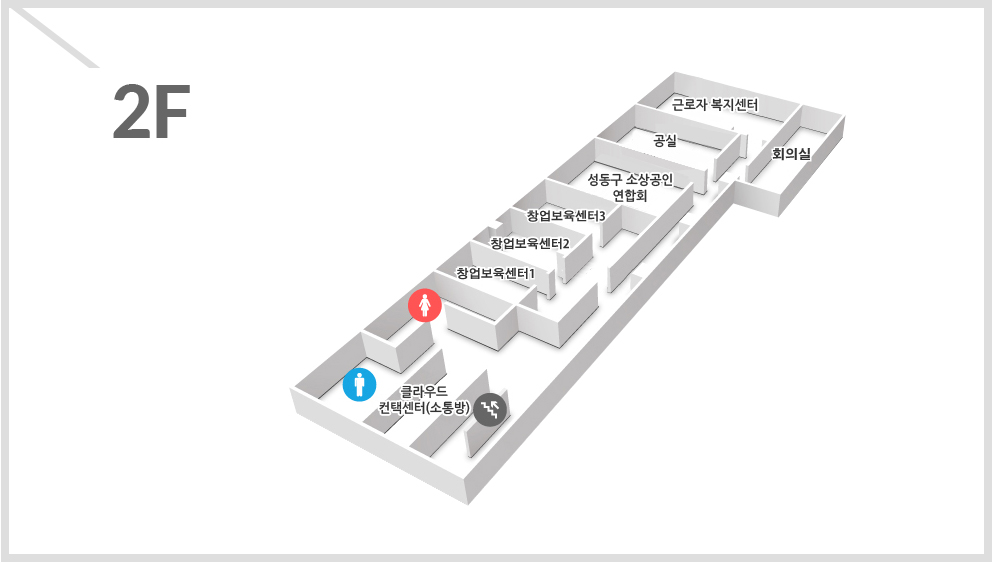 2F
근로자 복지센터
공실
회의실
성동구 소상공인
연합회
창업보육센터3
창업보육센터2
창업보육센터1
클라우드
컨택센터(소통방)